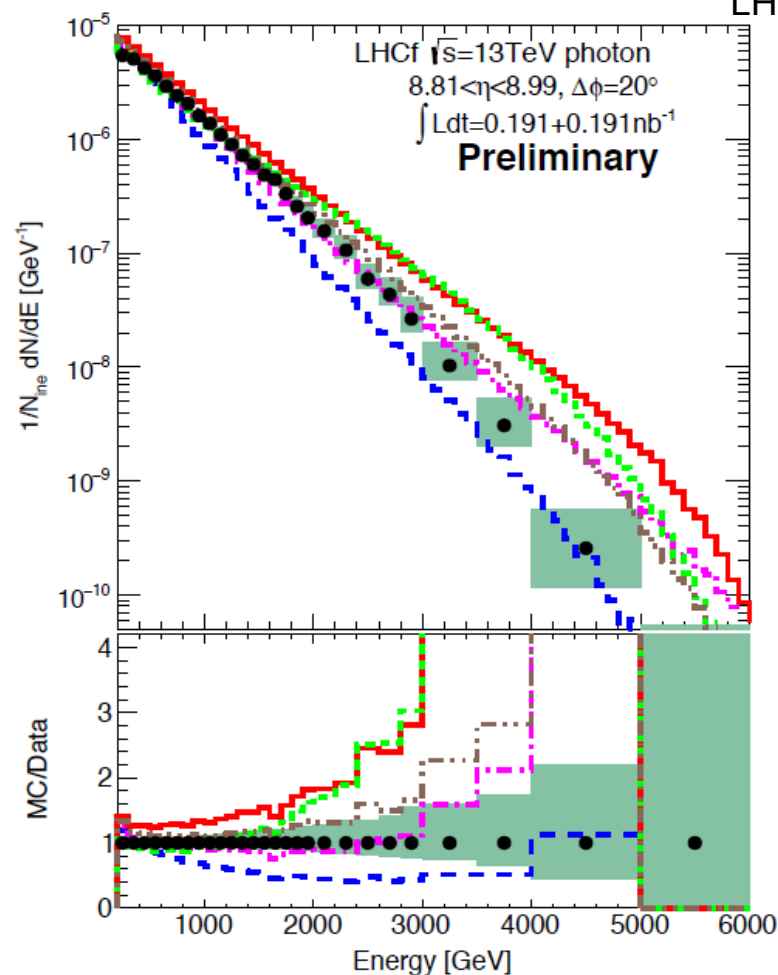 LH
LHCf √s=13TeV photon
8.81<η<8.99, Δϕ=20°
∫Ldt=0.191+0.191nb⁻¹
Preliminary
10⁻⁵
10⁻⁶
10⁻⁷
10⁻⁸
10⁻⁹
10⁻¹⁰
1/N_ine dN/dE [GeV⁻¹]
4
3
2
1
0
MC/Data
1000 2000 3000 4000 5000 6000
Energy [GeV]